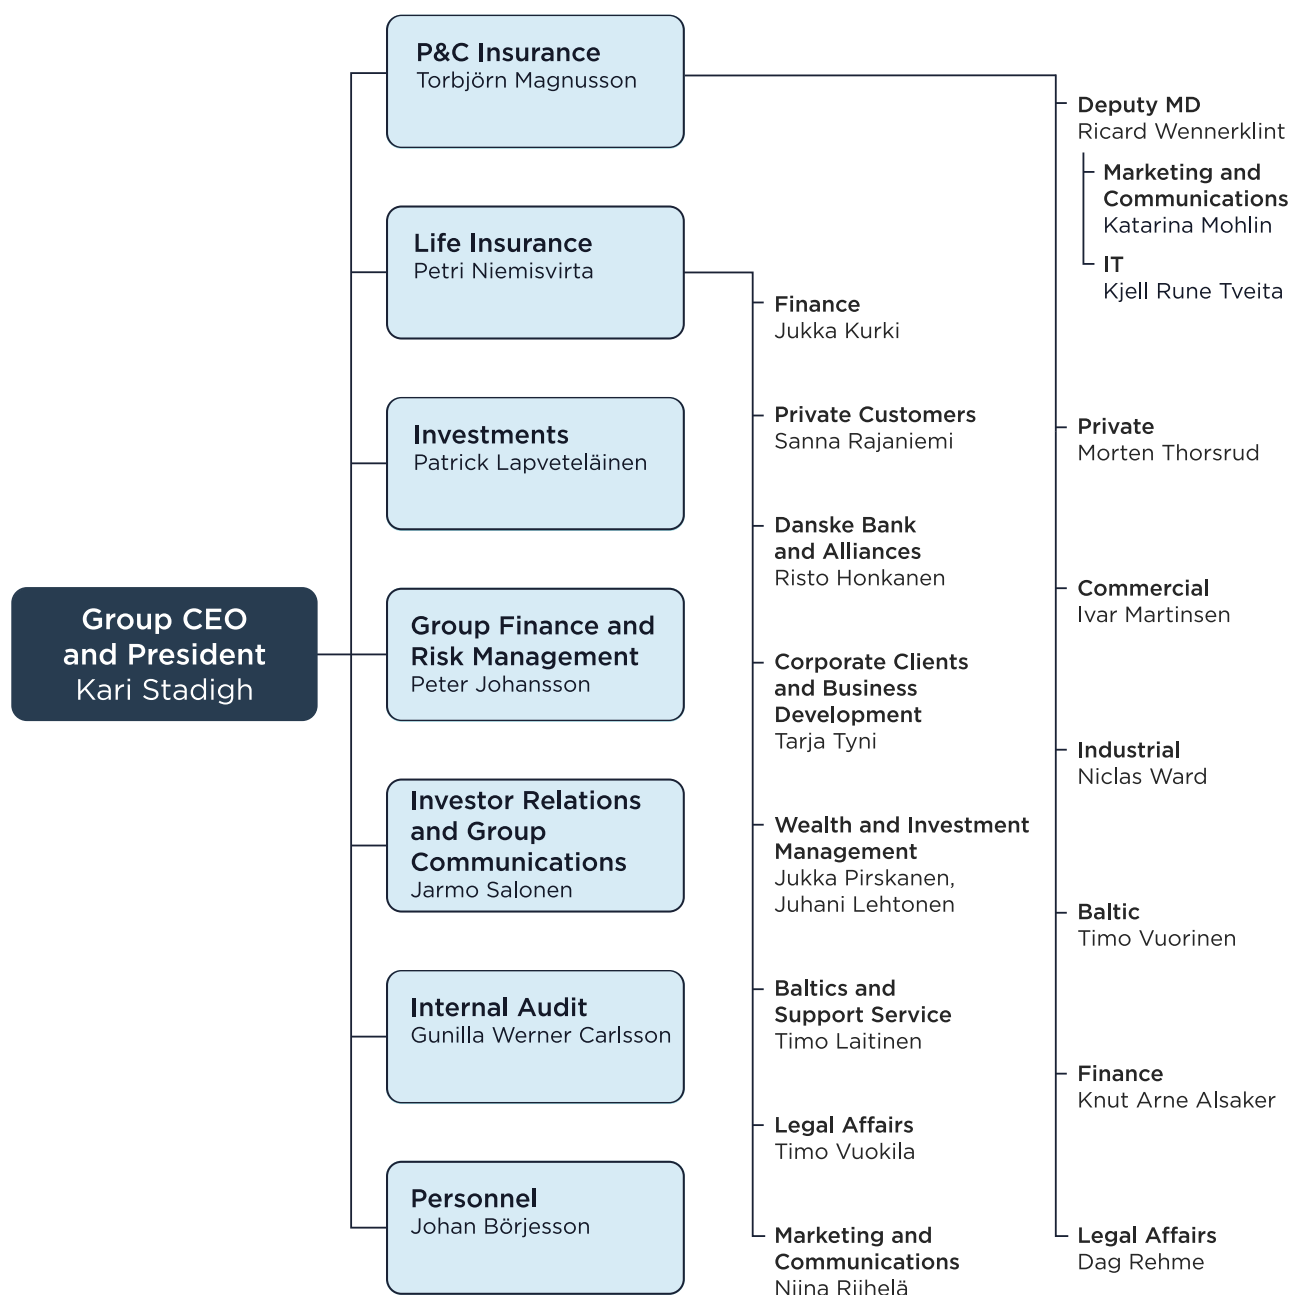 Group CEO
and President
Kari Stadigh
P&C Insurance
Torbjörn Magnusson
Life Insurance
Petri Niemisvirta
Investments
Patrick Lapveteläinen
Group Finance and
Risk Management
Peter Johansson
Investor Relations
and Group
Communications
Jarmo Salonen
Internal Audit
Gunilla Werner Carlsson
Personnel
Johan Börjesson
Finance
Jukka Kurki
Private Customers
Sanna Rajaniemi
Danske Bank
and Alliances
Risto Honkanen
Corporate Clients
and Business
Development
Tarja Tyni
Wealth and Investment
Management
Jukka Pirskanen,
Juhani Lehtonen
Baltics and
Support Service
Timo Laitinen
Legal Affairs
Timo Vuokila
Marketing and
Communications
Niina Riihelä
Deputy MD
Ricard Wennerklint
Marketing and
Communications
Katarina Mohlin
IT
Kjell Rune Tveita
Private
Morten Thorsrud
Commercial
Ivar Martinsen
Industrial
Niclas Ward
Baltic
Timo Vuorinen
Finance
Knut Arne Alsaker
Legal Affairs
Dag Rehme